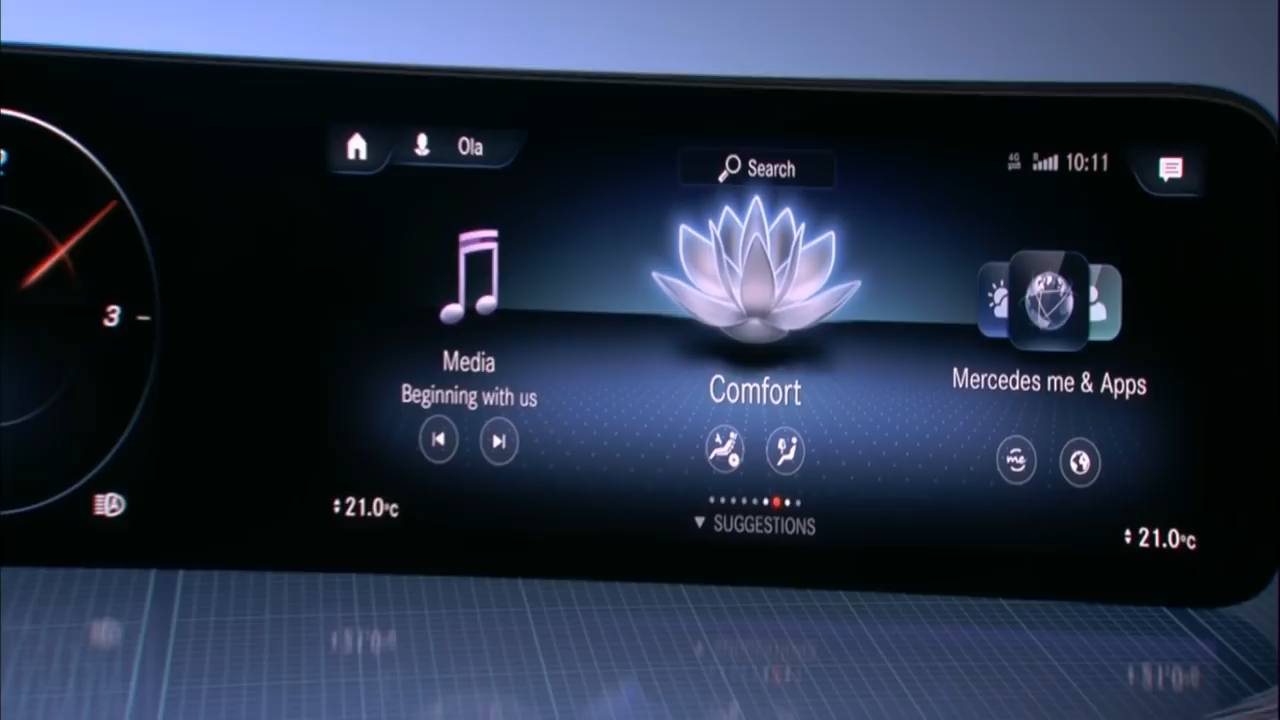 Ola
Search
4G
10:11
3
Media
Beginning with us
Comfort
Mercedes me & Apps
me
21.0°C
SUGGESTIONS
21.0°C